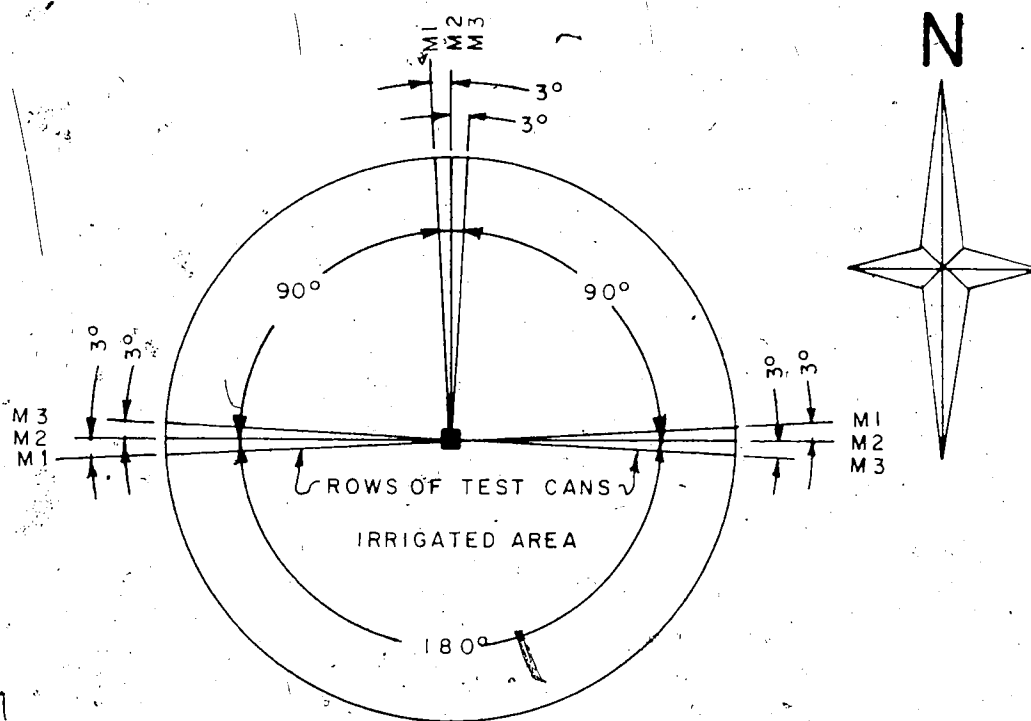 M1
M2
M3
N
3°
3°
90°
90°
3°
3°
3°
3°
M3
M2
M1
M1
M2
M3
ROWS OF TEST CANS
IRRIGATED AREA
180°